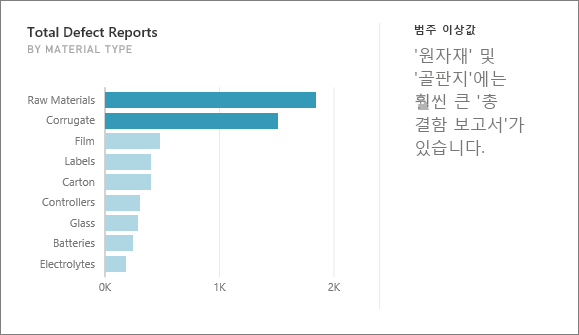 Total Defect Reports
BY MATERIAL TYPE
Raw Materials
Corrugate
Film
Labels
Carton
Controllers
Glass
Batteries
Electrolytes
0K 1K 2K
범주 이상값
'원자재' 및
'골판지'에는
훨씬 큰 '총
결함 보고서'가
있습니다.